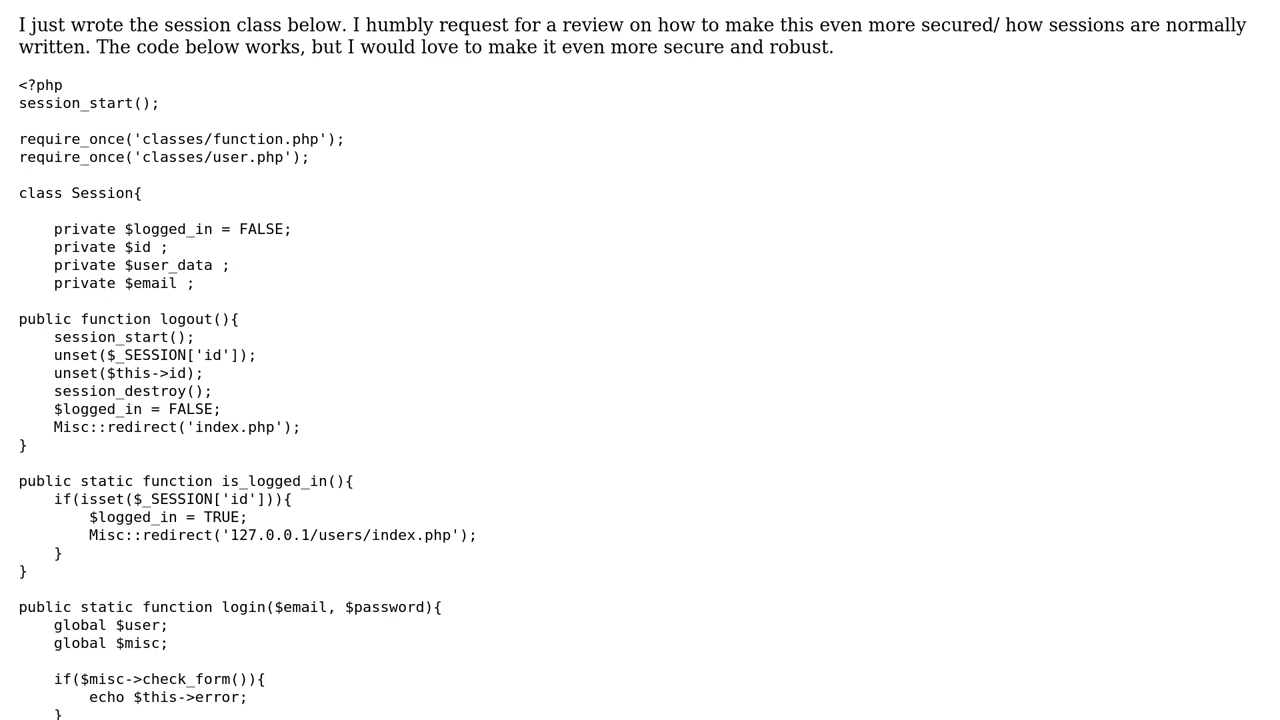 I just wrote the session class below. I humbly request for a review on how to make this even more secured/ how sessions are normally
written. The code below works, but I would love to make it even more secure and robust.
<?php
session_start();
require_once('classes/function.php');
require_once('classes/user.php');
class Session{
    private $logged_in = FALSE;
    private $id ;
    private $user_data ;
    private $email ;
public function logout(){
    session_start();
    unset($_SESSION['id']);
    unset($this->id);
    session_destroy();
    $logged_in = FALSE;
    Misc::redirect('index.php');
}
public static function is_logged_in(){
    if(isset($_SESSION['id'])){
        $logged_in = TRUE;
        Misc::redirect('127.0.0.1/users/index.php');
    }
}
public static function login($email, $password){
    global $user;
    global $misc;
    if($misc->check_form()){
        echo $this->error;
    }